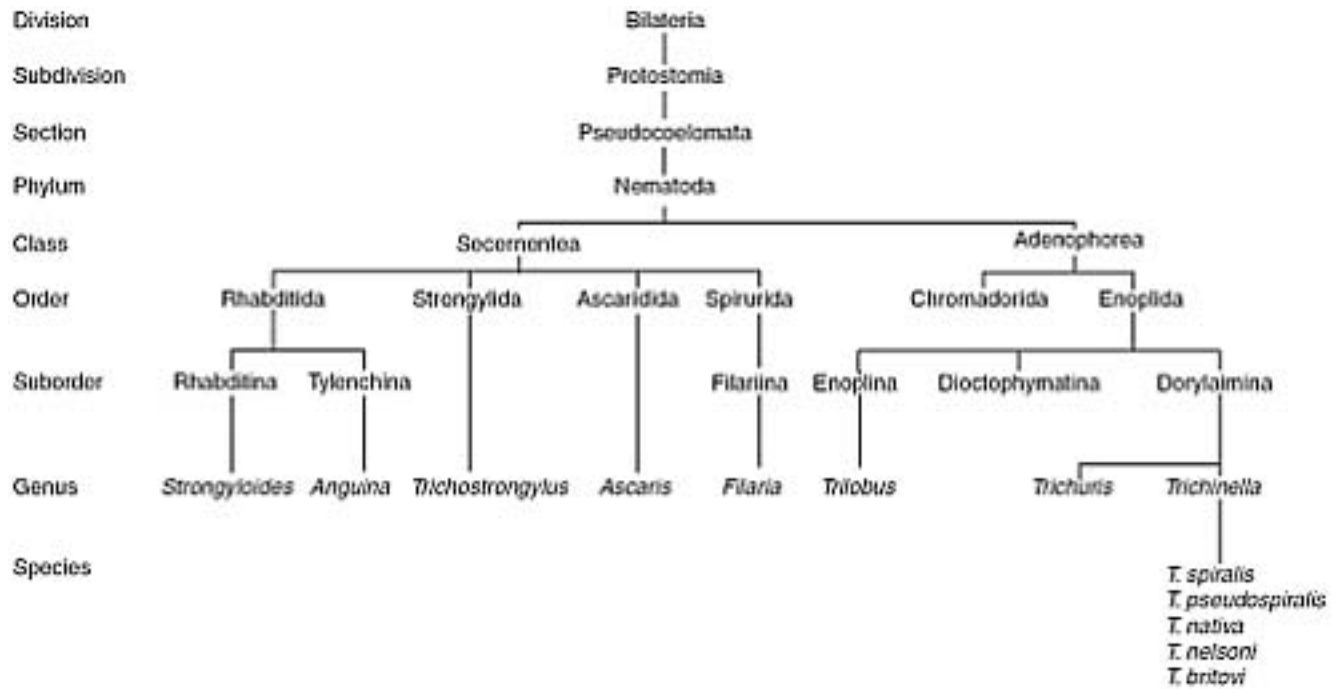 Division Bilateria
Subdivision Protostomia
Section Pseudocoelomata
Phylum Nematoda
Class Secernentea Adenophorea
Order Rhabditida Strongylida Ascaridida Spirurida Chromadorida Enoplida
Suborder Rhabditina Tylenchina Filariina Enoplina Dioctophymatina Dorylaimina
Genus Strongyloides Anguina Trichostrongylus Ascaris Filaria Trilobus Trichuris Trichinella
Species
T. spiralis
T. pseudospiralis
T. nativa
T. nelsoni
T. britovi